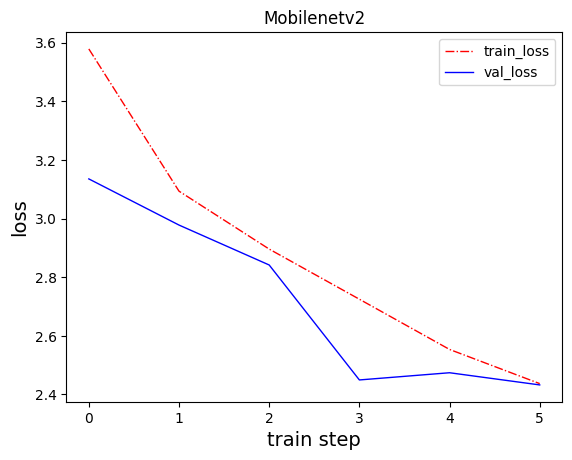 Mobilenetv2
train_loss
val_loss
loss
3.6
3.4
3.2
3.0
2.8
2.6
2.4
0 1 2 3 4 5
train step